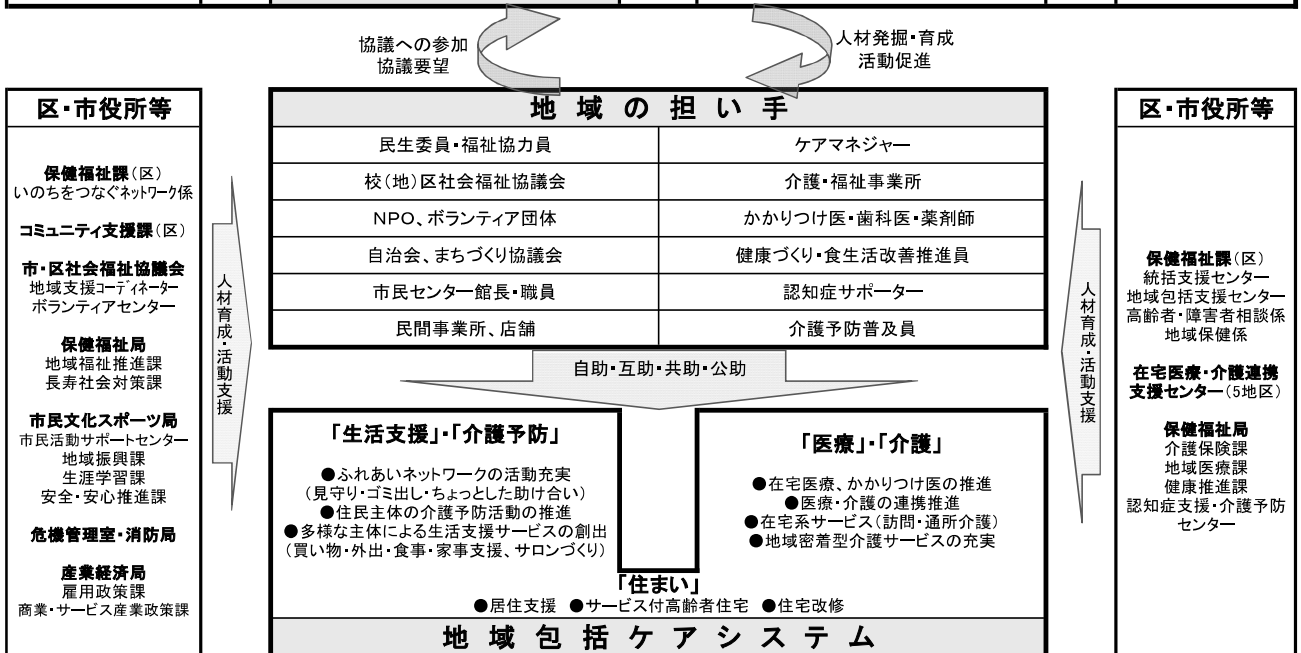 協議への参加
協議要望
人材発掘・育成
活動促進
区・市役所等
保健福祉課(区)
いのちをつなぐネットワーク係
コミュニティ支援課(区)
市・区社会福祉協議会
地域支援コーディネーター
ボランティアセンター
保健福祉局
地域福祉推進課
長寿社会対策課
市民文化スポーツ局
市民活動サポートセンター
地域振興課
生涯学習課
安全・安心推進課
危機管理室・消防局
産業経済局
雇用政策課
商業・サービス産業政策課
人材育成・活動支援
地域の担い手
民生委員・福祉協力員
ケアマネジャー
校(地)区社会福祉協議会
介護・福祉事業所
NPO、ボランティア団体
かかりつけ医・歯科医・薬剤師
自治会、まちづくり協議会
健康づくり・食生活改善推進員
市民センター館長・職員
認知症サポーター
民間事業所、店舗
介護予防普及員
自助・互助・共助・公助
「生活支援」・「介護予防」
●ふれあいネットワークの活動充実
(見守り・ゴミ出し・ちょっとした助け合い)
●住民主体の介護予防活動の推進
●多様な主体による生活支援サービスの創出
(買い物・外出・食事・家事支援、サロンづくり)
「医療」・「介護」
●在宅医療、かかりつけ医の推進
●医療・介護の連携推進
●在宅系サービス(訪問・通所介護)
●地域密着型介護サービスの充実
「住まい」
●居住支援 ●サービス付高齢者住宅 ●住宅改修
地域包括ケアシステム
人材育成・活動支援
区・市役所等
保健福祉課(区)
統括支援センター
地域包括支援センター
高齢者・障害者相談係
地域保健係
在宅医療・介護連携
支援センター(5地区)
保健福祉局
介護保険課
地域医療課
健康推進課
認知症支援・介護予防
センター